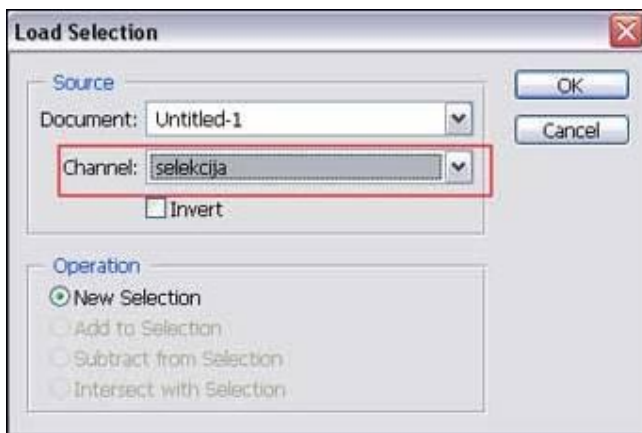 Load Selection
Source
Document: Untitled-1
Channel: selekcija
Invert
OK
Cancel
Operation
New Selection
Add to Selection
Subtract from Selection
Intersect with Selection